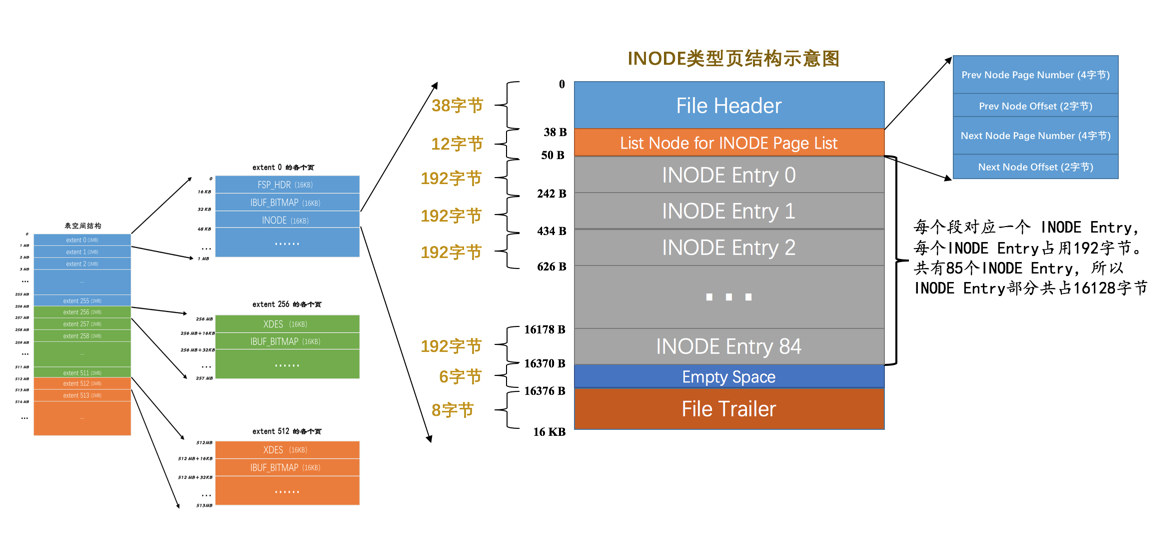 表空间结构
0
extent 0 (1MB)
1 MB
extent 1 (1MB)
2 MB
extent 2 (1MB)
3 MB
...
...
255 MB
extent 255 (1MB)
256 MB
extent 256 (1MB)
257 MB
extent 257 (1MB)
258 MB
extent 258 (1MB)
259 MB
...
...
511 MB
extent 511 (1MB)
512 MB
extent 512 (1MB)
513 MB
extent 513 (1MB)
514 MB
...
...
extent 0 的各个页
0
FSP_HDR (16KB)
16 KB
IBUF_BITMAP (16KB)
32 KB
INODE (16KB)
68 KB
...
......
1 MB
extent 256 的各个页
256 MB
XDES (16KB)
256 MB+16KB
IBUF_BITMAP (16KB)
256 MB+32KB
...
......
257 MB
extent 512 的各个页
512MB
XDES (16KB)
512 MB+16KB
IBUF_BITMAP (16KB)
512 MB+32KB
...
......
513MB
INODE类型页结构示意图
0
38字节
File Header
38 B
12字节
List Node for INODE Page List
50 B
192字节
INODE Entry 0
242 B
192字节
INODE Entry 1
434 B
192字节
INODE Entry 2
626 B
...
16178 B
192字节
INODE Entry 84
16370 B
6字节
Empty Space
16376 B
8字节
File Trailer
16 KB
Prev Node Page Number (4字节)
Prev Node Offset (2字节)
Next Node Page Number (4字节)
Next Node Offset (2字节)
每个段对应一个 INODE Entry,
每个INODE Entry占用192字节。
共有85个INODE Entry, 所以
INODE Entry部分共占16128字节